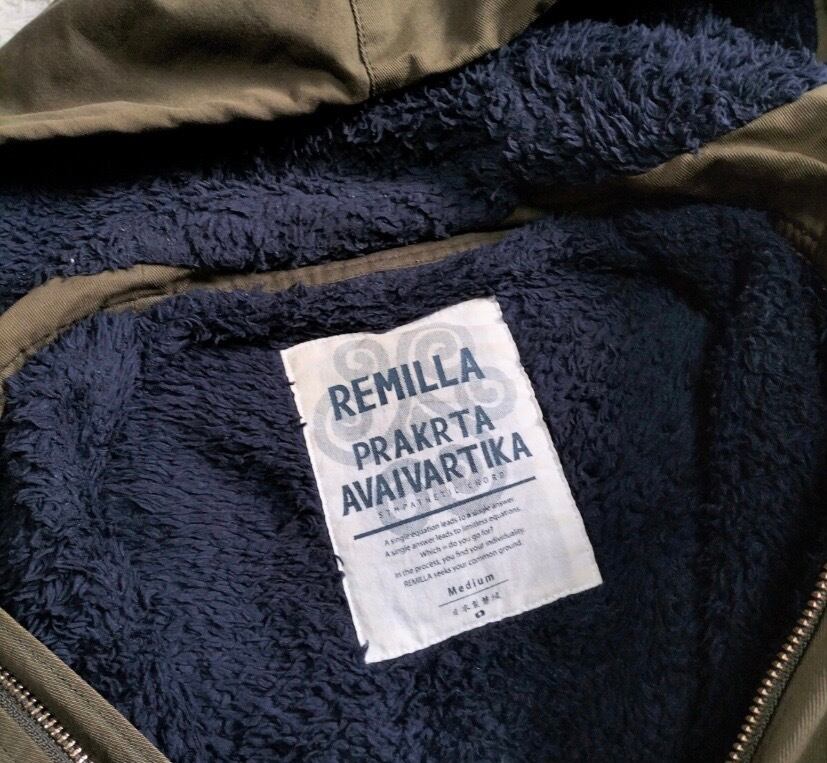 REMILLA
PRAKRTA
AVAIVARTIKA
SYMPATHETIC CHORD
A single equation leads to a single answer
A single answer leads to limitless equations.
Which = do you go for?
In the process, you find your individuality.
REMILLA seeks your common ground.
Medium